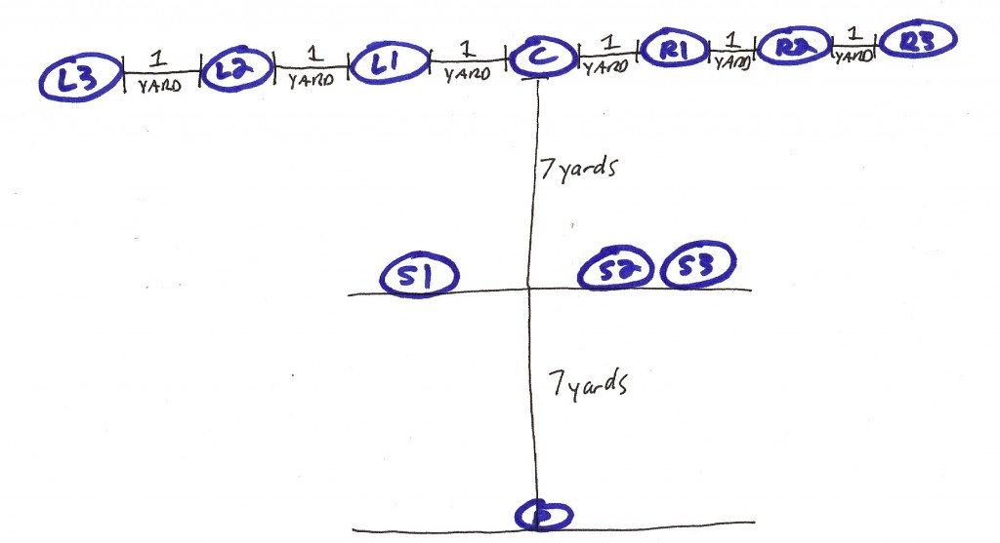 L3 1 L2 1 L1 1 C 1 R1 1 R2 1 R3
YARD YARD YARD YARD YARD YARD
7 yards
S1 S2 S3
7 yards